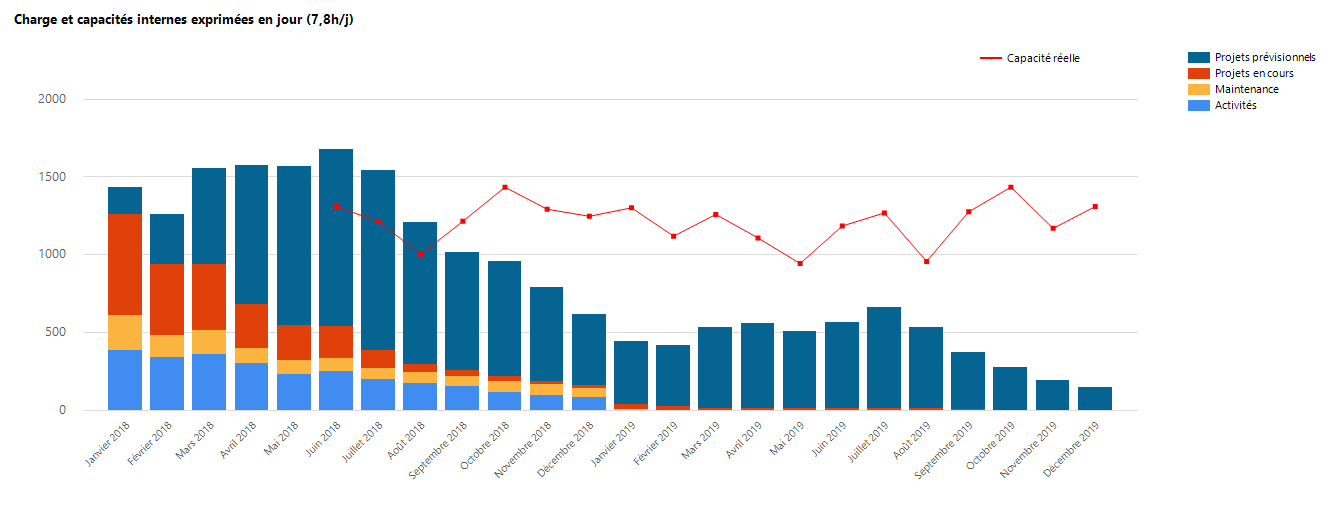 Charge et capacités internes exprimées en jour (7,8h/j)
Capacité réelle
Projets prévisionnels
Projets en cours
Maintenance
Activités
2000
1500
1000
500
0
Janvier 2018
Février 2018
Mars 2018
Avril 2018
Mai 2018
Juin 2018
Juillet 2018
Août 2018
Septembre 2018
Octobre 2018
Novembre 2018
Décembre 2018
Janvier 2019
Février 2019
Mars 2019
Avril 2019
Mai 2019
Juin 2019
Juillet 2019
Août 2019
Septembre 2019
Octobre 2019
Novembre 2019
Décembre 2019